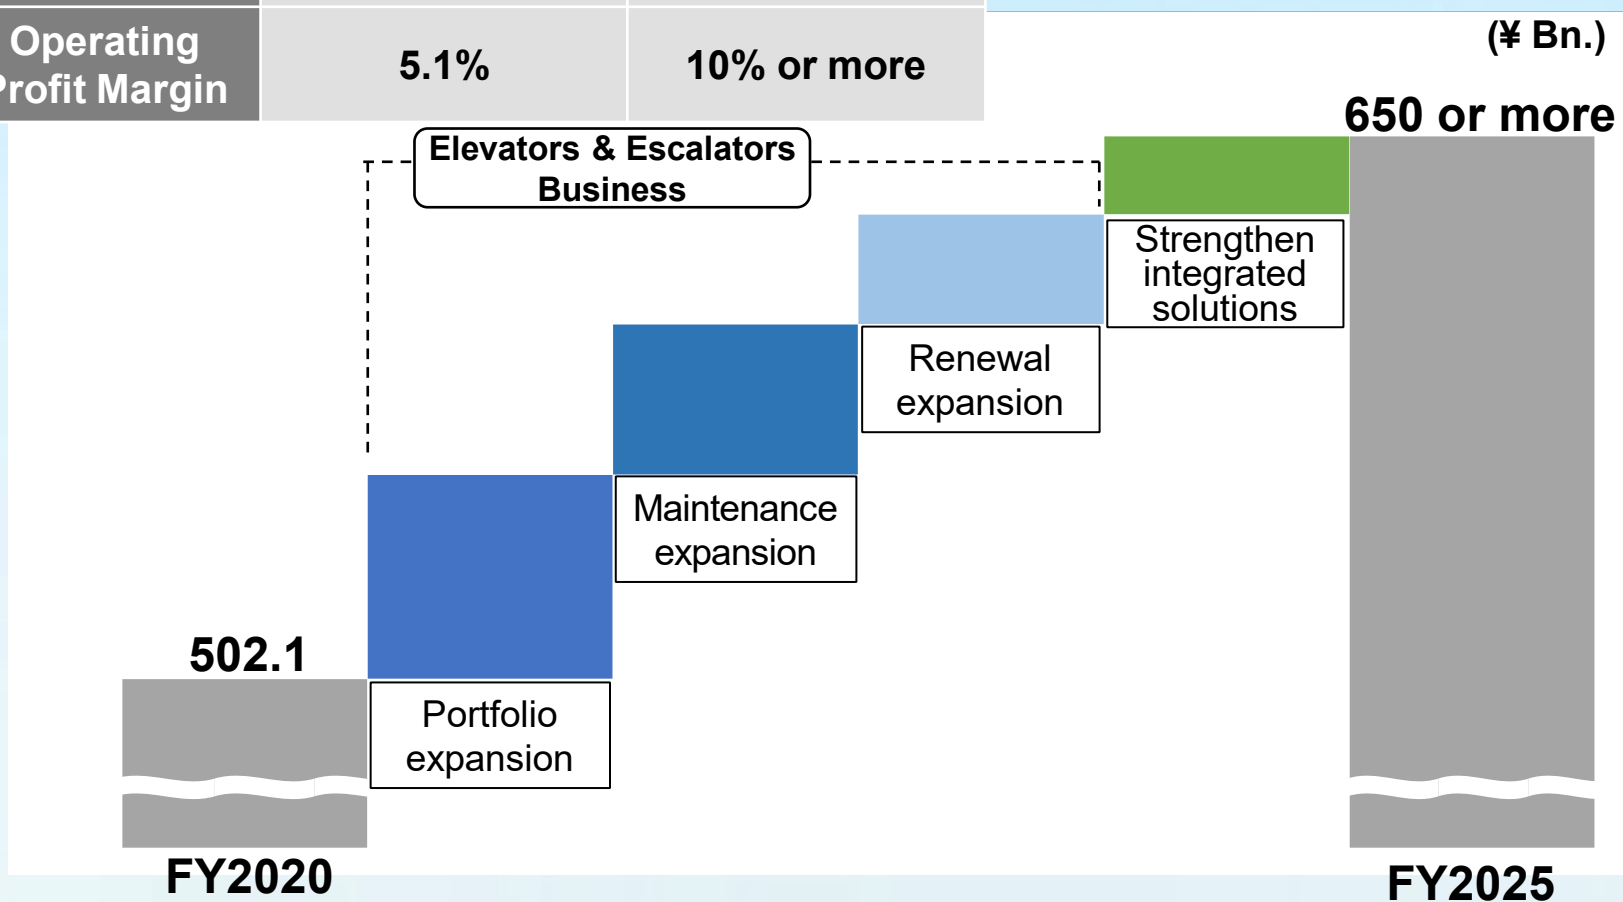 Operating
Profit Margin
5.1%
10% or more
(¥ Bn.)
650 or more
Elevators & Escalators
Business
Strengthen
integrated
solutions
Renewal
expansion
Maintenance
expansion
502.1
Portfolio
expansion
FY2020
FY2025